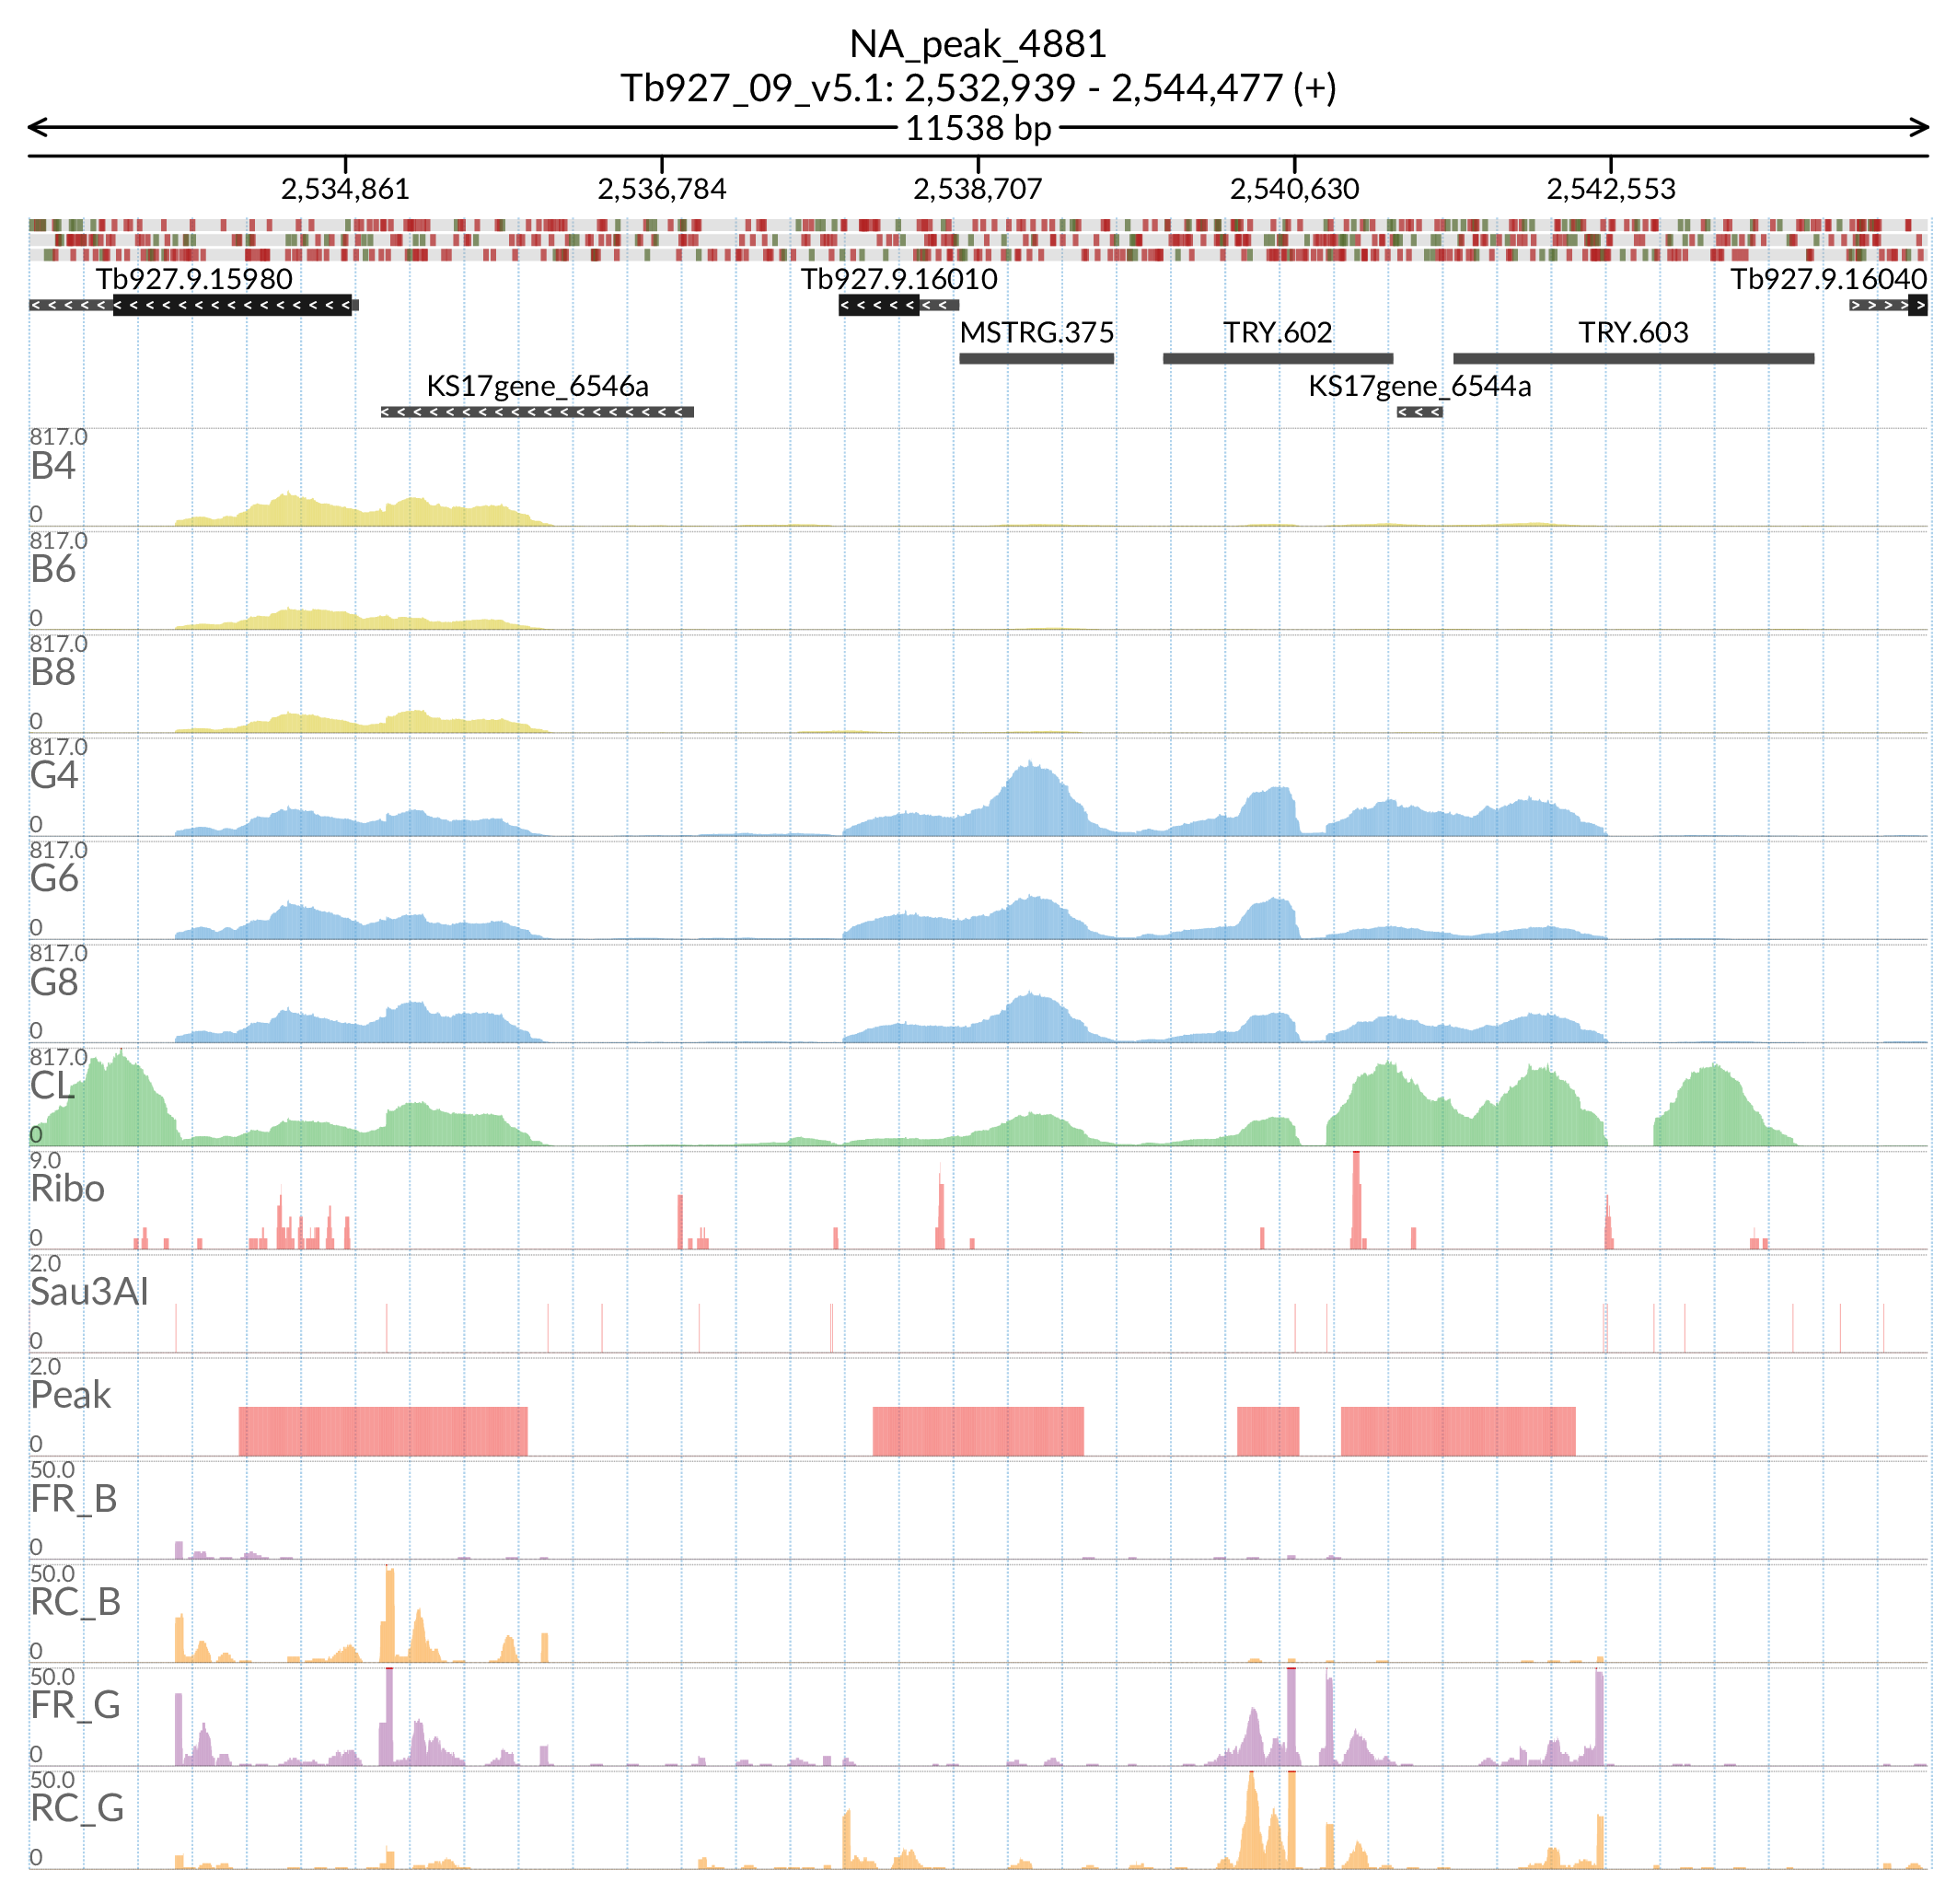 NA_peak_4881
Tb927_09_v5.1: 2,532,939 - 2,544,477 (+)
11538 bp
2,534,861 2,536,784 2,538,707 2,540,630 2,542,553
Tb927.9.15980 Tb927.9.16010 Tb927.9.16040
MSTRG.375 TRY.602 TRY.603
KS17gene_6546a KS17gene_6544a
817.0
B4
0
817.0
B6
0
817.0
B8
0
817.0
G4
0
817.0
G6
0
817.0
G8
0
817.0
CL
0
9.0
Ribo
0
2.0
Sau3AI
0
2.0
Peak
0
50.0
FR_B
0
50.0
RC_B
0
50.0
FR_G
0
50.0
RC_G
0